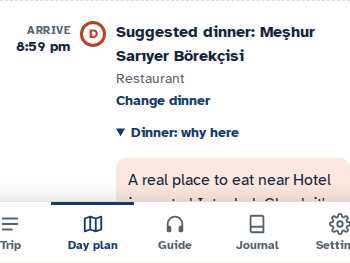 ARRIVE
8:59 pm
D
Suggested dinner: Meşhur
Sarıyer Börekçisi
Restaurant
Change dinner
▼ Dinner: why here
A real place to eat near Hotel
Trip
Day plan
Guide
Journal